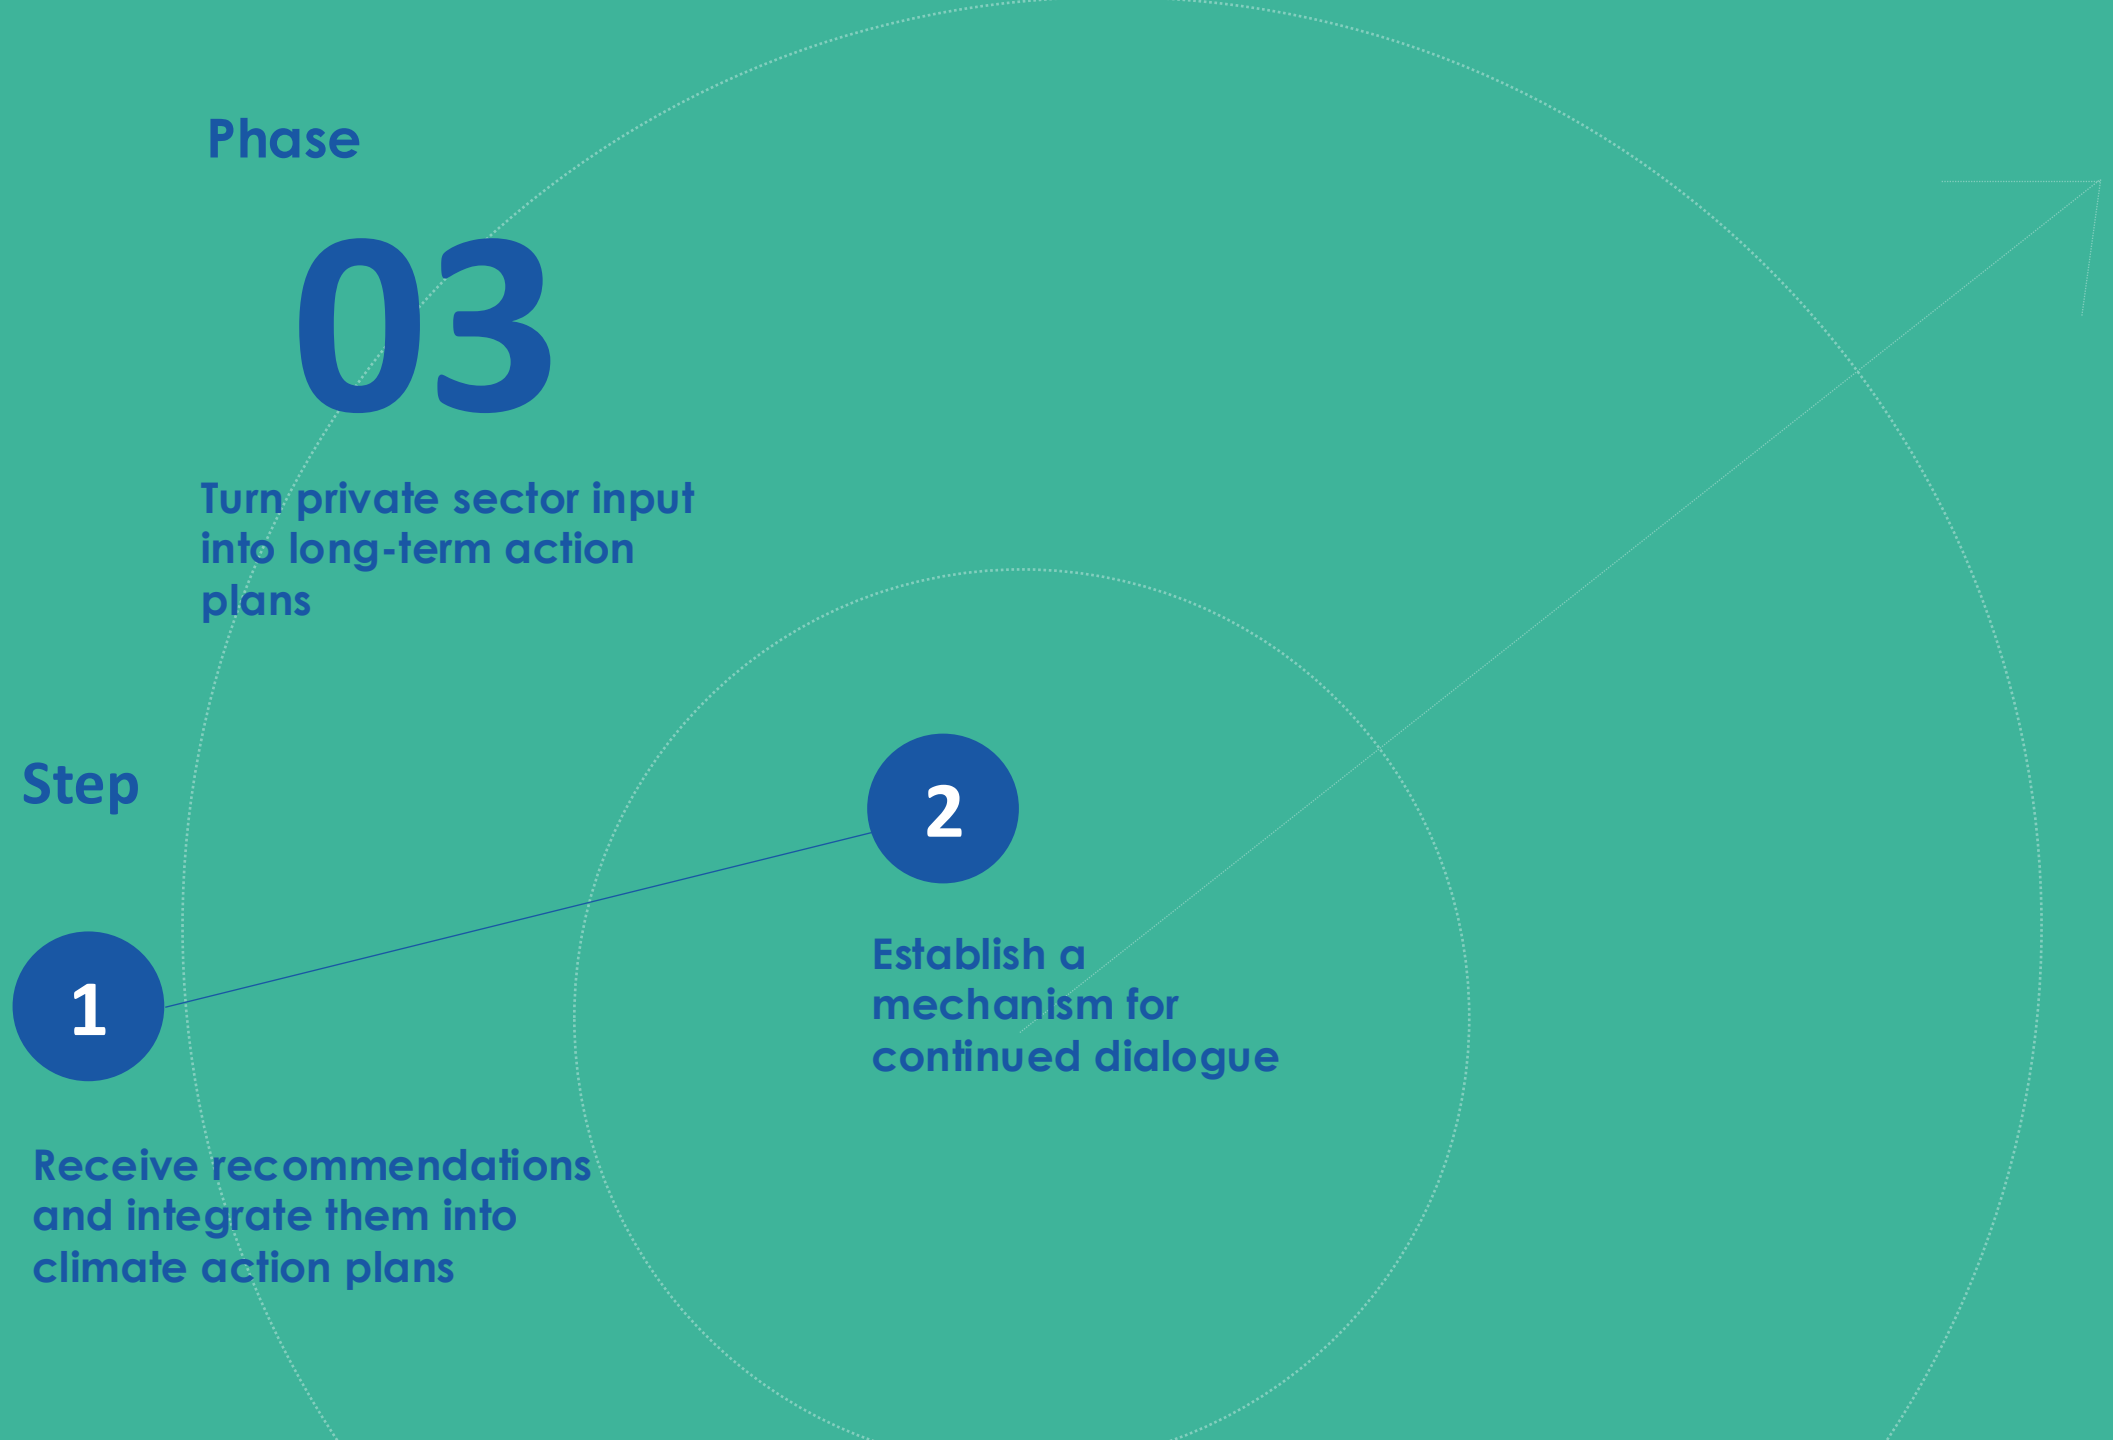 Phase
03
Turn private sector input
into long-term action
plans
Step
2
1
Establish a
mechanism for
continued dialogue
Receive recommendations
and integrate them into
climate action plans